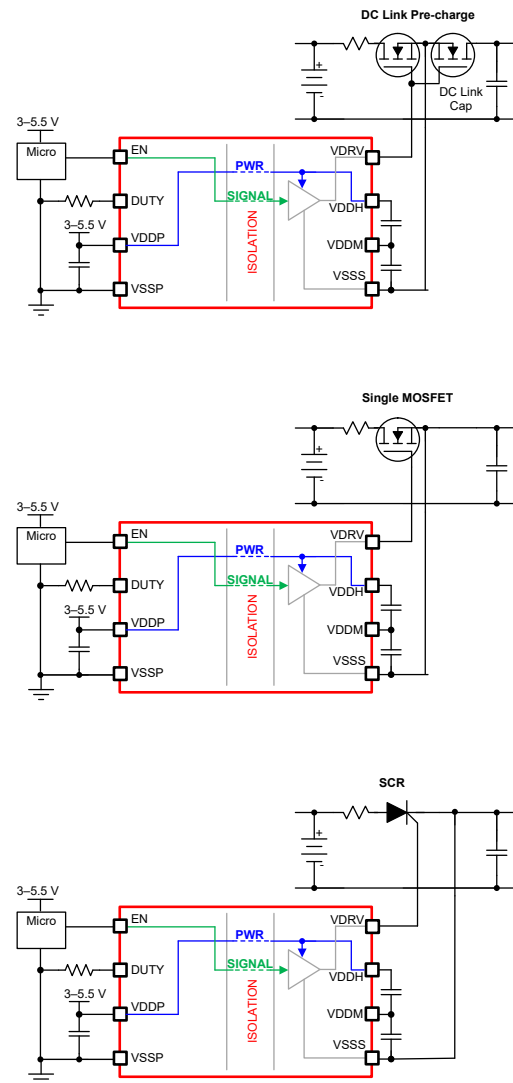 DC Link Pre-charge
+
-
DC Link
Cap
3–5.5 V
Micro
EN
VDRV
PWR
DUTY
SIGNAL
VDDH
3–5.5 V
VDDP
ISOLATION
VDDM
VSSP
VSSS
Single MOSFET
+
-
3–5.5 V
Micro
EN
VDRV
PWR
DUTY
SIGNAL
VDDH
3–5.5 V
VDDP
ISOLATION
VDDM
VSSP
VSSS
SCR
+
-
3–5.5 V
Micro
EN
VDRV
PWR
DUTY
SIGNAL
VDDH
3–5.5 V
VDDP
ISOLATION
VDDM
VSSP
VSSS